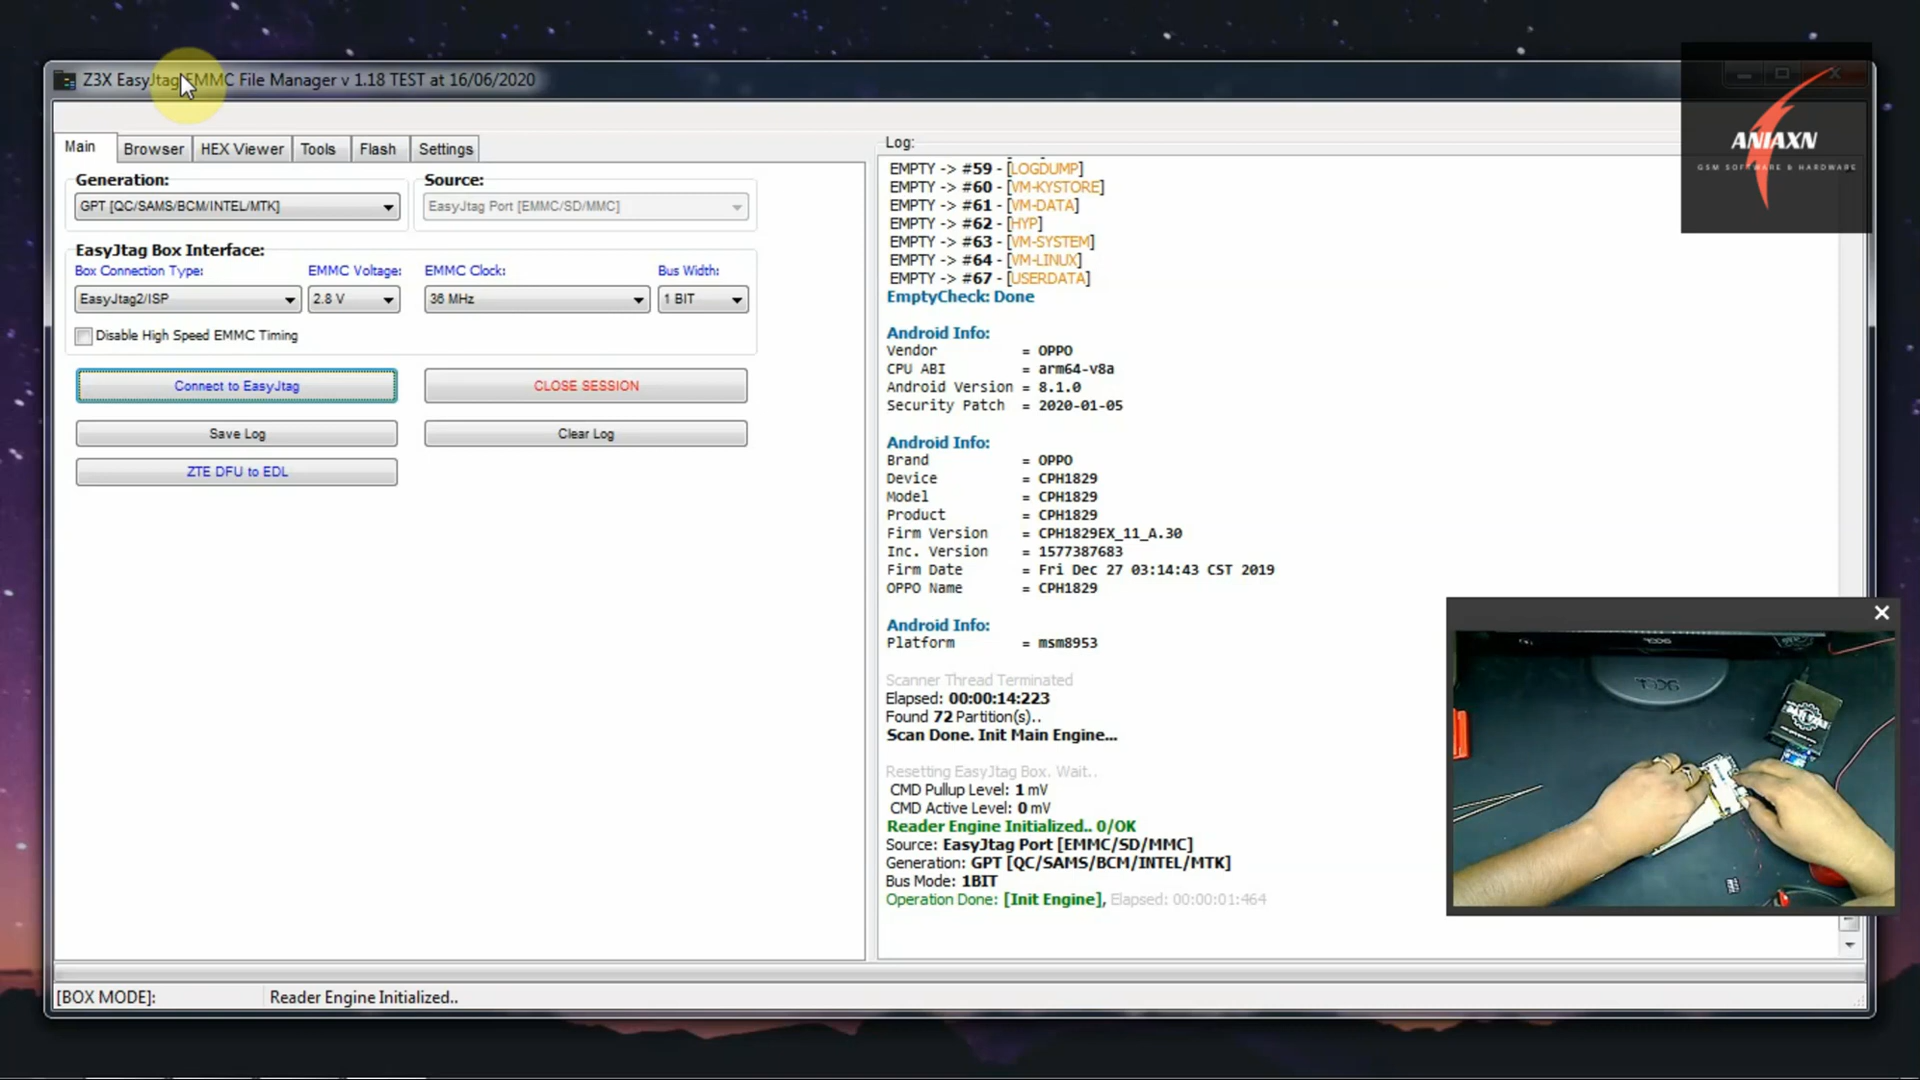 Z3X EasyJtag EMMC File Manager v 1.18 TEST at 16/06/2020
ANIAXN
GSM SOFTWARE & HARDWARE
Main Browser HEX Viewer Tools Flash Settings
Generation:
GPT [QC/SAMS/BCM/INTEL/MTK]
Source:
EasyJtag Port [EMMC/SD/MMC]
EasyJtag Box Interface:
Box Connection Type: EMMC Voltage: EMMC Clock: Bus Width:
EasyJtag2/ISP 2.8 V 36 MHz 1 BIT
Disable High Speed EMMC Timing
Connect to EasyJtag
CLOSE SESSION
Save Log
Clear Log
ZTE DFU to EDL
Log:
EMPTY -> #59 - [LOGDUMP]
EMPTY -> #60 - [VM-KYSTORE]
EMPTY -> #61 - [VM-DATA]
EMPTY -> #62 - [HYP]
EMPTY -> #63 - [VM-SYSTEM]
EMPTY -> #64 - [VM-LINUX]
EMPTY -> #67 - [USERDATA]
EmptyCheck: Done
Android Info:
Vendor = OPPO
CPU ABI = arm64-v8a
Android Version = 8.1.0
Security Patch = 2020-01-05
Android Info:
Brand = OPPO
Device = CPH1829
Model = CPH1829
Product = CPH1829
Firm Version = CPH1829EX_11_A.30
Inc. Version = 1577387683
Firm Date = Fri Dec 27 03:14:43 CST 2019
OPPO Name = CPH1829
Android Info:
Platform = msm8953
Scanner Thread Terminated
Elapsed: 00:00:14:223
Found 72 Partition(s)..
Scan Done. Init Main Engine...
Resetting EasyJtag Box. Wait..
CMD Pullup Level: 1 mV
CMD Active Level: 0 mV
Reader Engine Initialized.. 0/OK
Source: EasyJtag Port [EMMC/SD/MMC]
Generation: GPT [QC/SAMS/BCM/INTEL/MTK]
Bus Mode: 1BIT
Operation Done: [Init Engine], Elapsed: 00:00:01:464
acer
[BOX MODE]: Reader Engine Initialized..